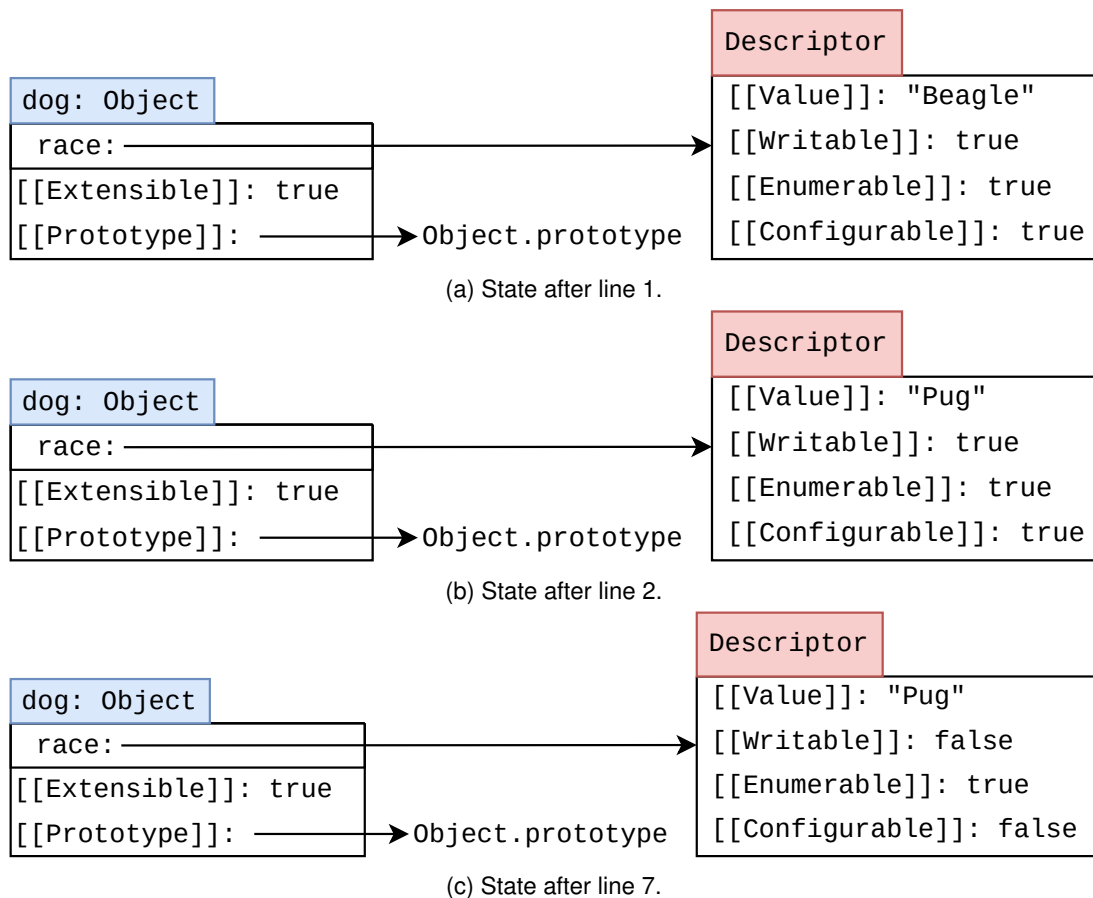 Descriptor
dog: Object
[[Value]]: "Beagle"
race:
[[Writable]]: true
[[Extensible]]: true
[[Enumerable]]: true
[[Prototype]]:
Object.prototype
[[Configurable]]: true
(a) State after line 1.
Descriptor
dog: Object
[[Value]]: "Pug"
race:
[[Writable]]: true
[[Extensible]]: true
[[Enumerable]]: true
[[Prototype]]:
Object.prototype
[[Configurable]]: true
(b) State after line 2.
Descriptor
dog: Object
[[Value]]: "Pug"
race:
[[Writable]]: false
[[Extensible]]: true
[[Enumerable]]: true
[[Prototype]]:
Object.prototype
[[Configurable]]: false
(c) State after line 7.